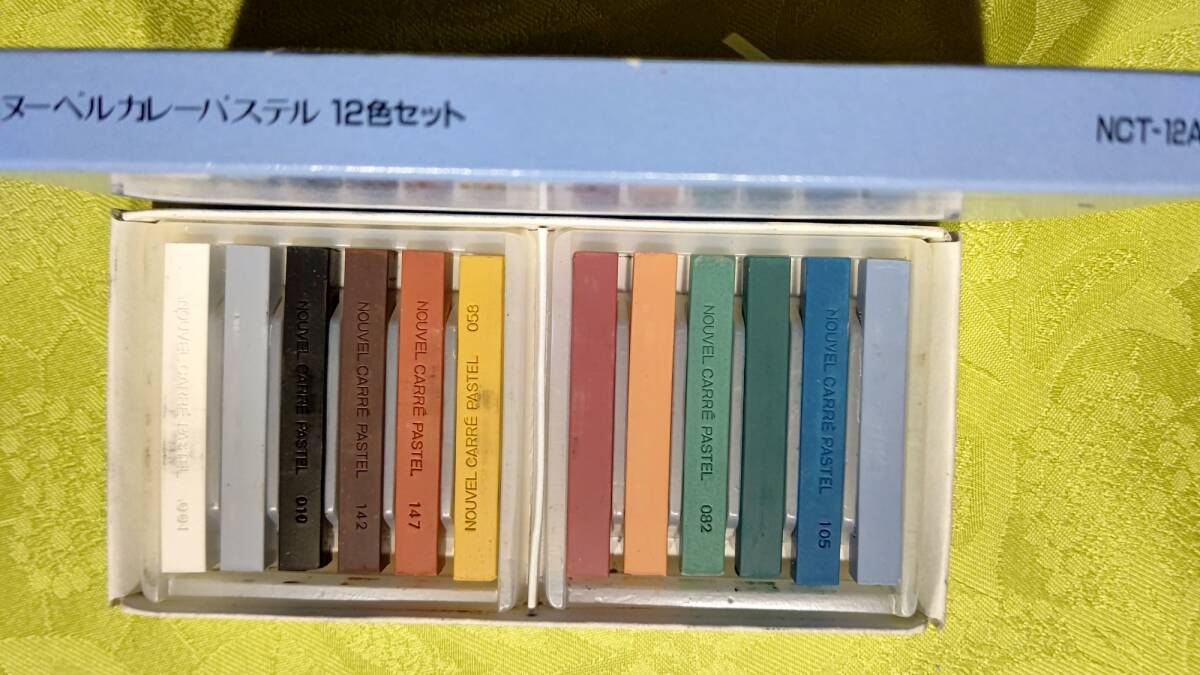 ヌーベルカレーパステル 12色セット
NCT-12A
NOUVEL CARRÉ PASTEL 001
NOUVEL CARRÉ PASTEL 010
NOUVEL CARRÉ PASTEL 142
NOUVEL CARRÉ PASTEL 147
NOUVEL CARRÉ PASTEL 058
NOUVEL CARRÉ PASTEL 082
NOUVEL CARRÉ PASTEL 105